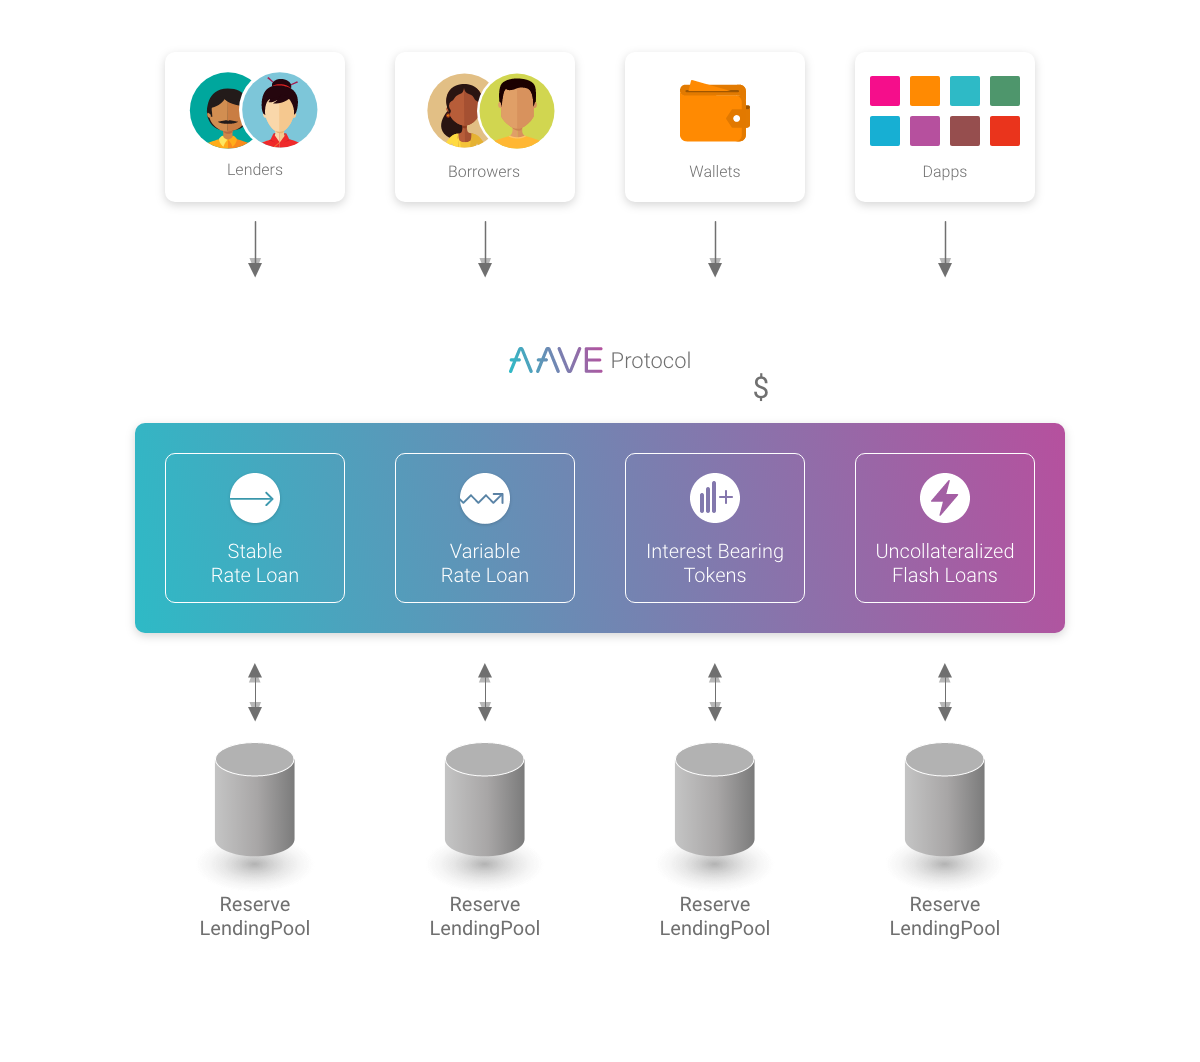 Lenders
Borrowers
Wallets
Dapps
AAVE Protocol
$
Stable
Rate Loan
Variable
Rate Loan
Interest Bearing
Tokens
Uncollateralized
Flash Loans
Reserve
LendingPool
Reserve
LendingPool
Reserve
LendingPool
Reserve
LendingPool